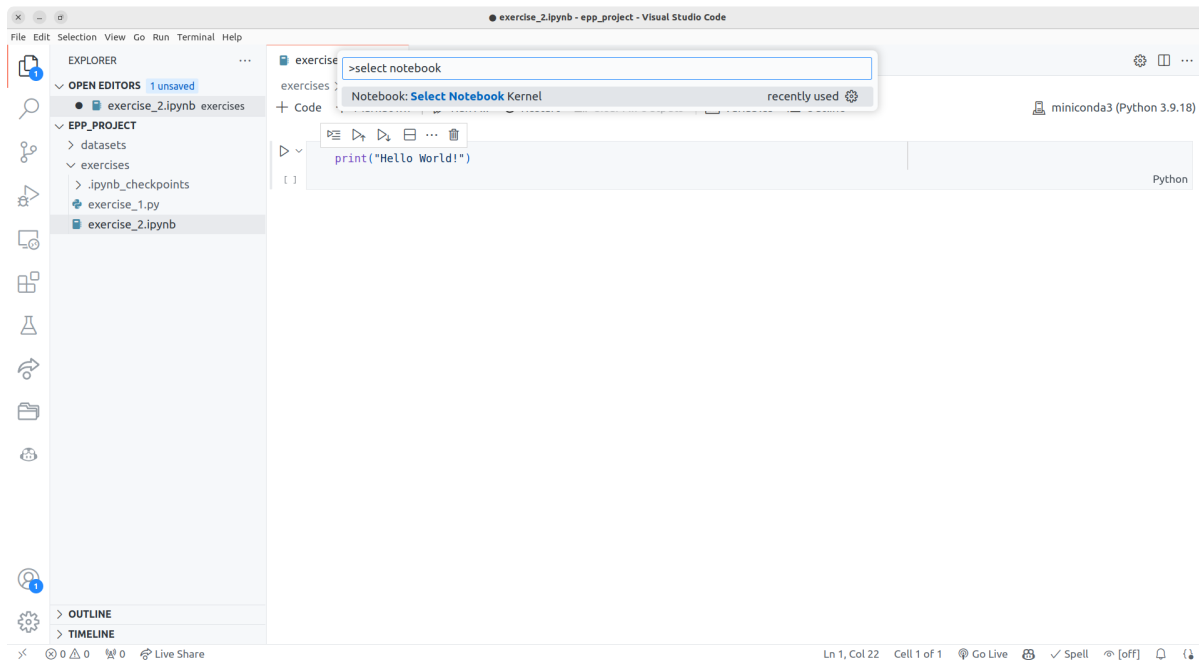 exercise_2.ipynb - epp_project - Visual Studio Code
File Edit Selection View Go Run Terminal Help
EXPLORER
exercise
>select notebook
OPEN EDITORS 1 unsaved
exercises
Notebook: Select Notebook Kernel recently used
exercise_2.ipynb exercises
Code
miniconda3 (Python 3.9.18)
EPP_PROJECT
datasets
exercises
print("Hello World!")
[ ]
Python
.ipynb_checkpoints
exercise_1.py
exercise_2.ipynb
1
1
OUTLINE
TIMELINE
0 0 0 Live Share Ln 1, Col 22 Cell 1 of 1 Go Live Spell [off]